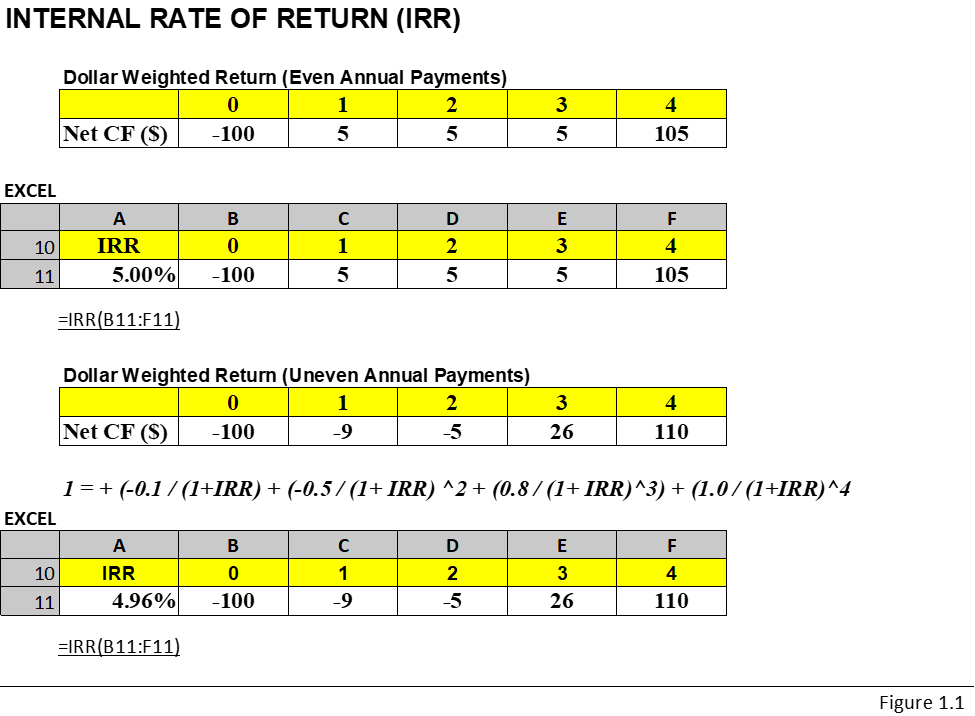 INTERNAL RATE OF RETURN (IRR)
Dollar Weighted Return (Even Annual Payments)
0 1 2 3 4
Net CF ($) -100 5 5 5 105
EXCEL
A B C D E F
10 IRR 0 1 2 3 4
11 5.00% -100 5 5 5 105
=IRR(B11:F11)
Dollar Weighted Return (Uneven Annual Payments)
0 1 2 3 4
Net CF ($) -100 -9 -5 26 110
1 = + (-0.1 / (1+IRR) + (-0.5 / (1+ IRR) ^2 + (0.8 / (1+ IRR)^3) + (1.0 / (1+IRR)^4
EXCEL
A B C D E F
10 IRR 0 1 2 3 4
11 4.96% -100 -9 -5 26 110
=IRR(B11:F11)
Figure 1.1